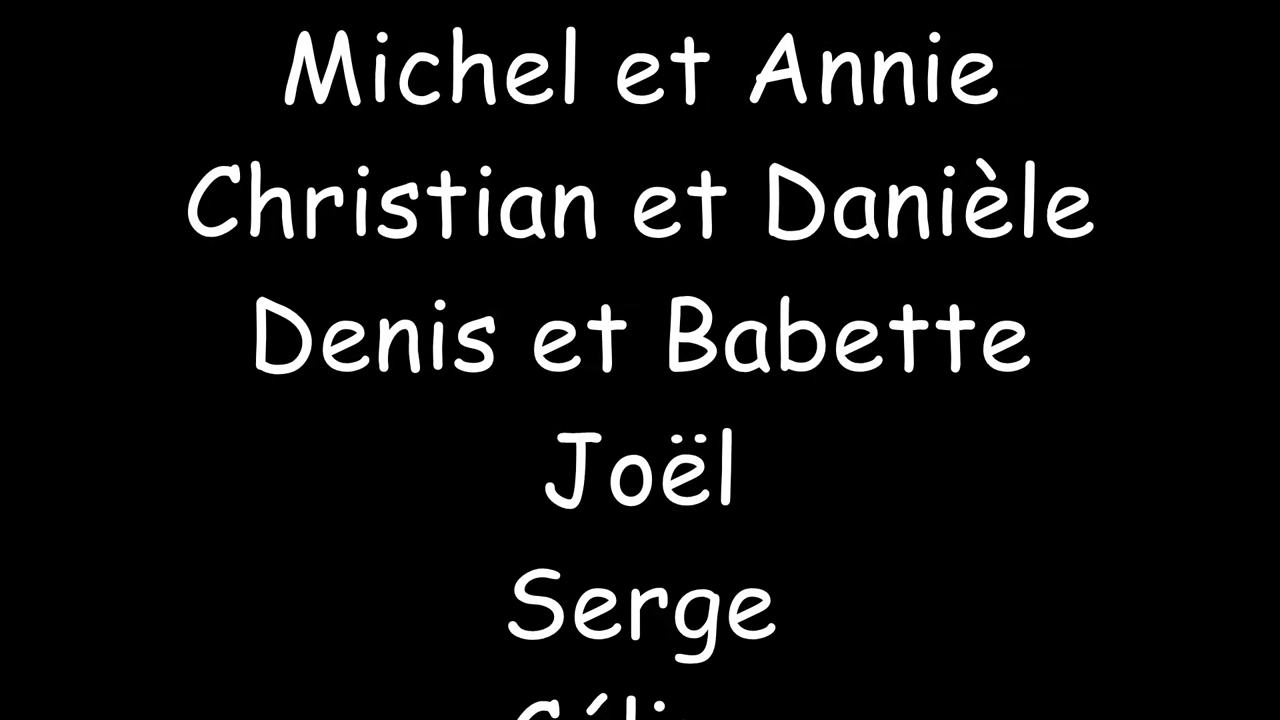 Michel et Annie
Christian et Danièle
Denis et Babette
Joël
Serge